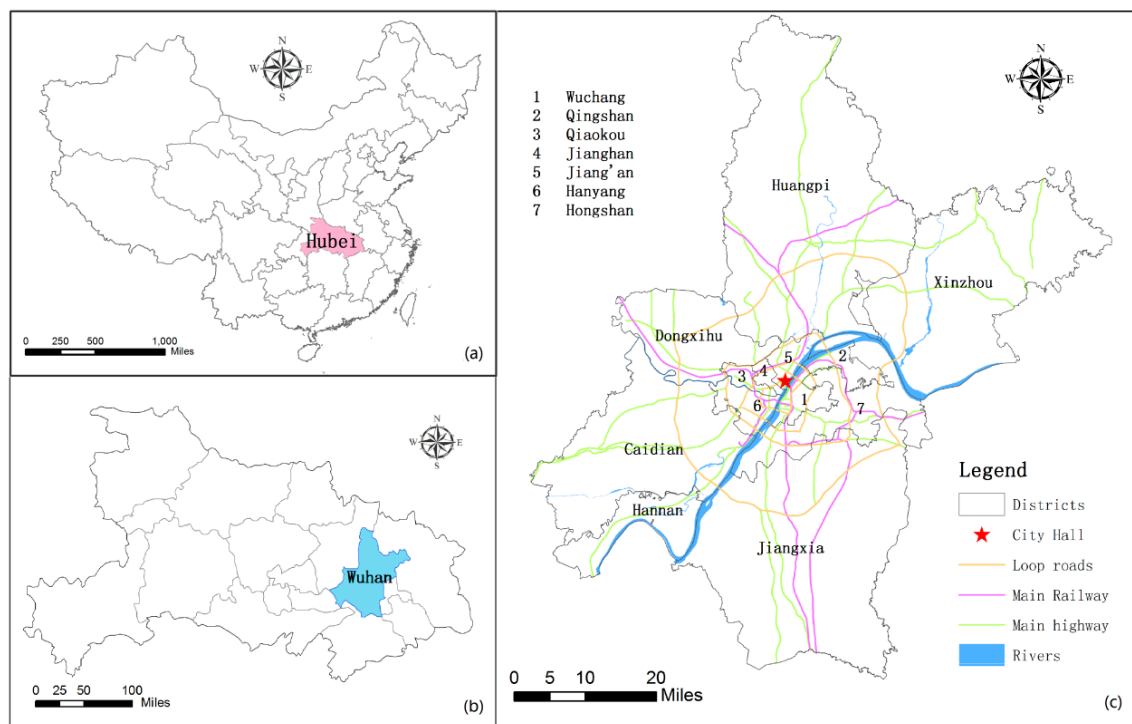 N
W E
S
Hubei
0 250 500 1,000
Miles
(a)
N
W E
S
Wuhan
0 25 50 100
Miles
(b)
N
W E
S
1 Wuchang
2 Qingshan
3 Qiaokou
4 Jianghan
5 Jiang'an
6 Hanyang
7 Hongshan
Huangpi
Xinzhou
Dongxihu
5
2
4
3
6
1
7
Caidian
Hannan
Jiangxia
Legend
Districts
City Hall
Loop roads
Main Railway
Main highway
Rivers
0 5 10 20
Miles
(c)